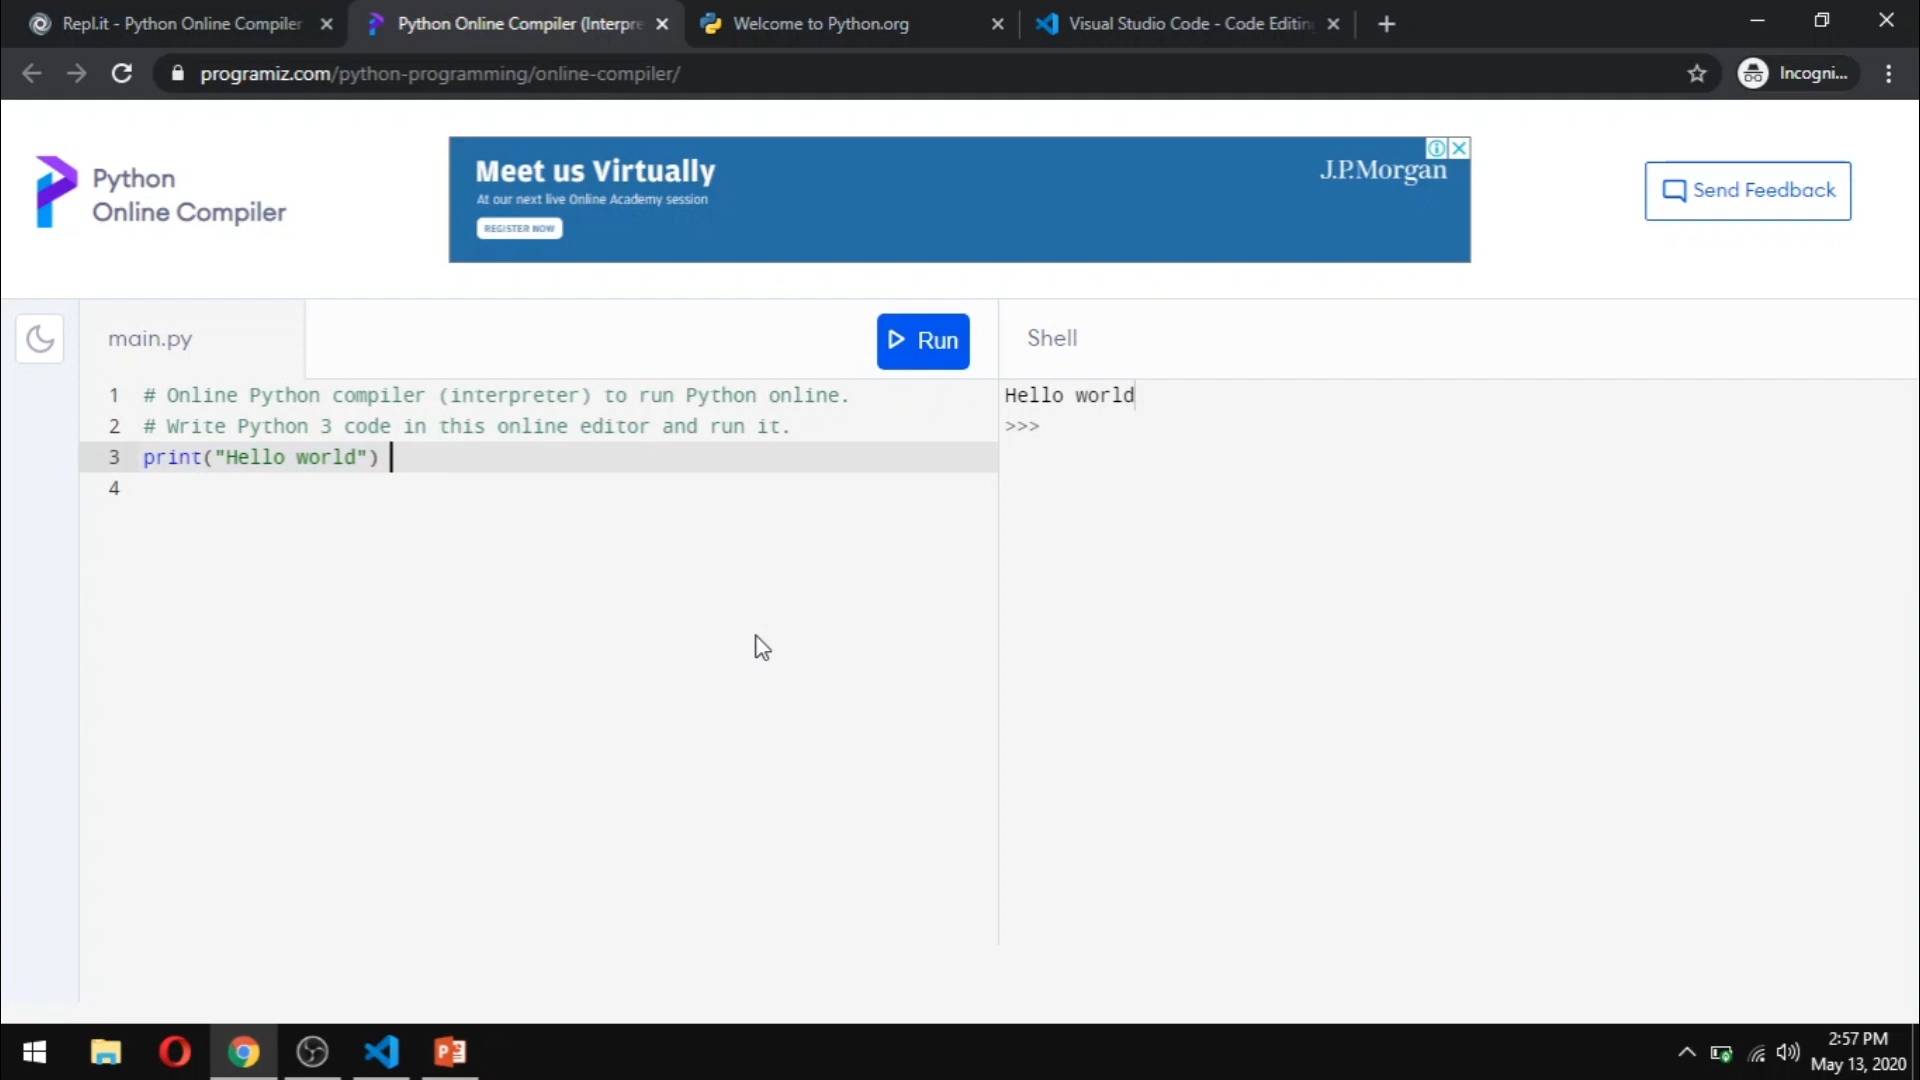 Repl.it - Python Online Compiler
Python Online Compiler (Interpre
Welcome to Python.org
Visual Studio Code - Code Editin
programiz.com/python-programming/online-compiler/
Incogni...
Python
Online Compiler
Meet us Virtually
At our next live Online Academy session
REGISTER NOW
J.P.Morgan
Send Feedback
main.py
Run
Shell
1 # Online Python compiler (interpreter) to run Python online.
2 # Write Python 3 code in this online editor and run it.
3 print("Hello world")
4
Hello world
>>>
2:57 PM
May 13, 2020